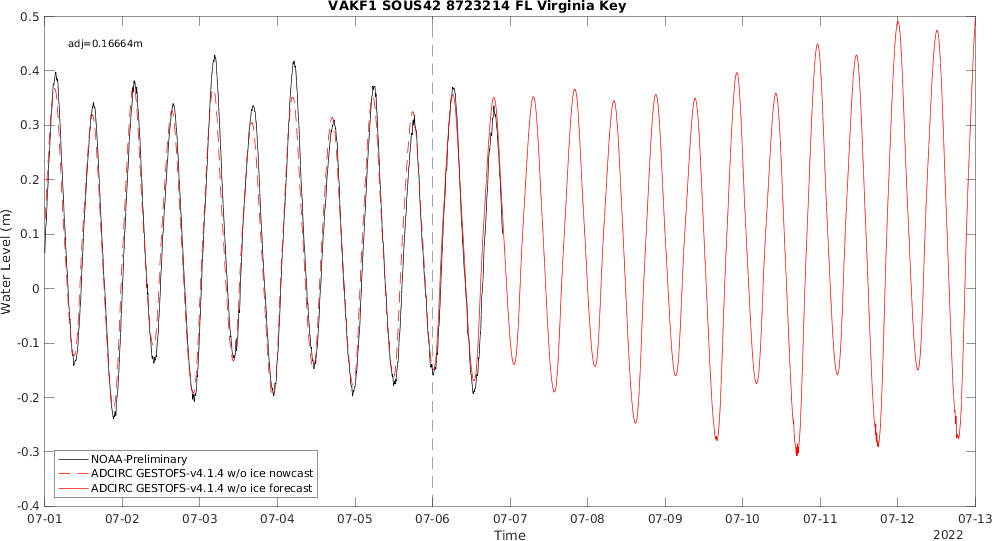 VAKF1 SOUS42 8723214 FL Virginia Key
adj=0.16664m
Water Level (m)
0.5
0.4
0.3
0.2
0.1
0
-0.1
-0.2
-0.3
-0.4
NOAA-Preliminary
ADCIRC GESTOFS-v4.1.4 w/o ice nowcast
ADCIRC GESTOFS-v4.1.4 w/o ice forecast
07-01 07-02 07-03 07-04 07-05 07-06 07-07 07-08 07-09 07-10 07-11 07-12 07-13
Time
2022